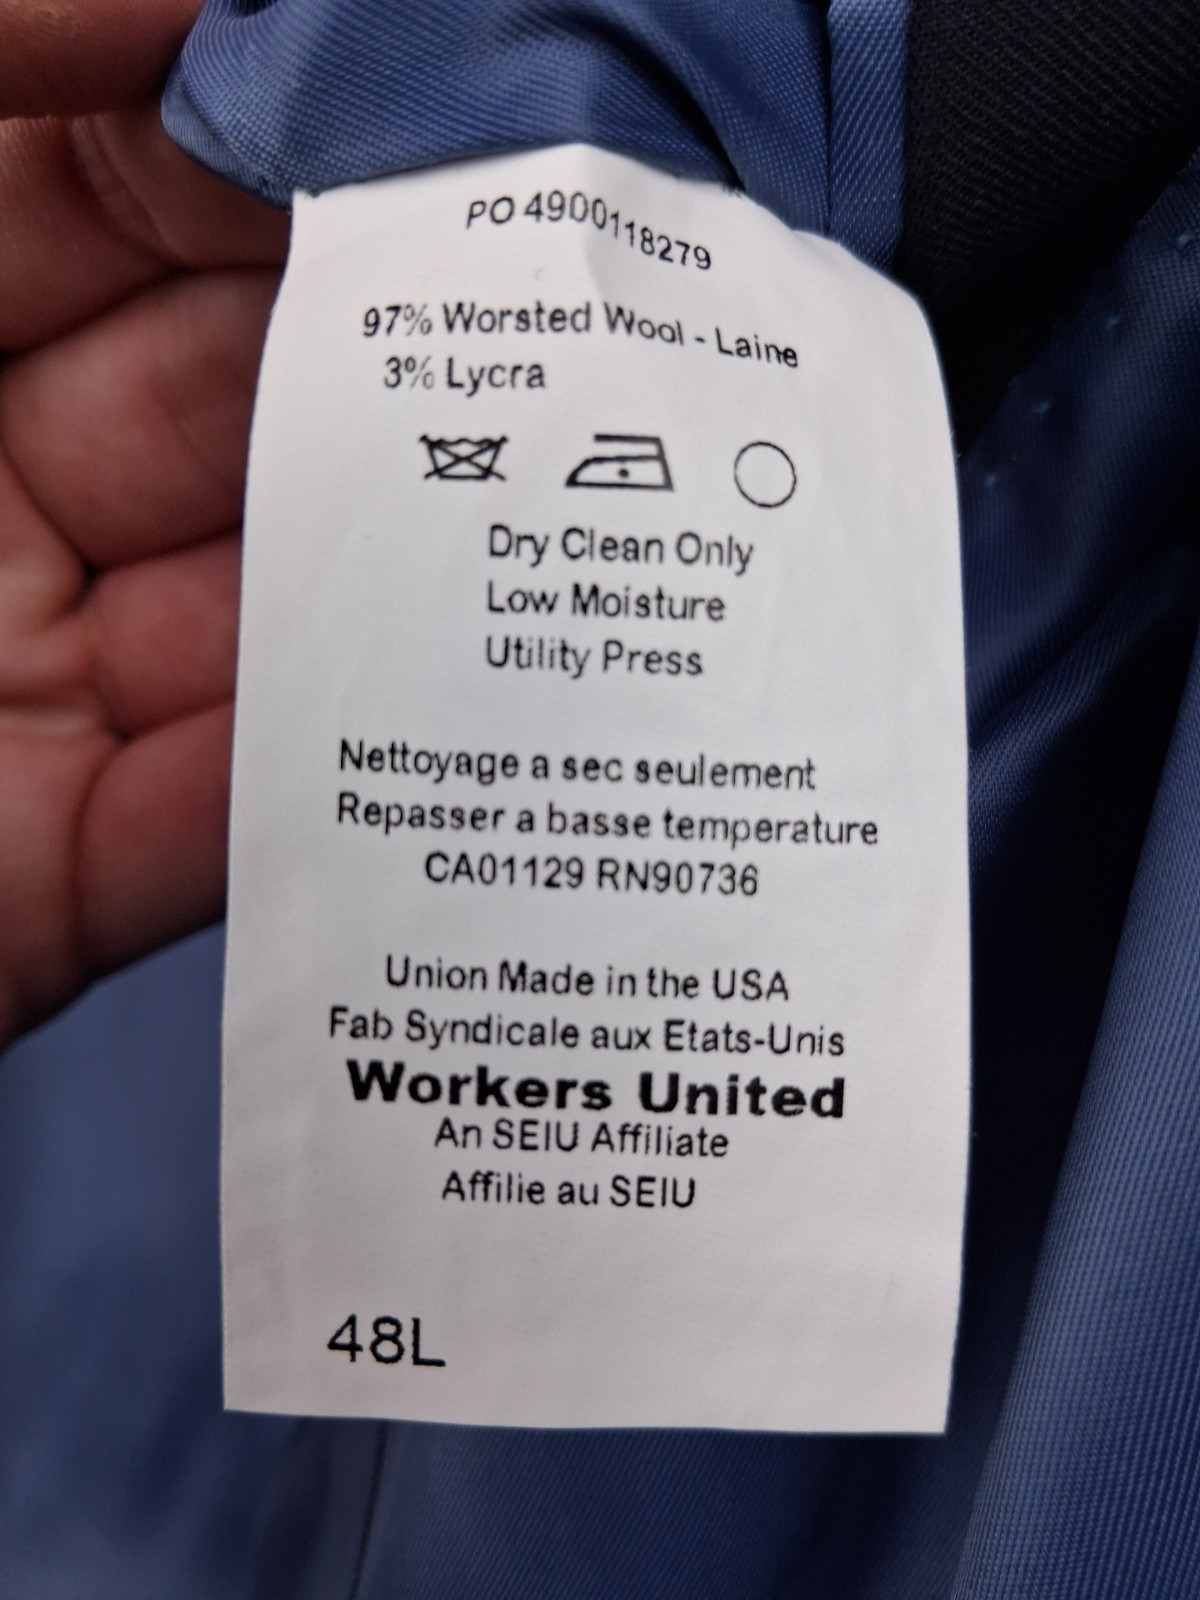 PO 4900118279
97% Worsted Wool - Laine
3% Lycra
Dry Clean Only
Low Moisture
Utility Press
Nettoyage a sec seulement
Repasser a basse temperature
CA01129 RN90736
Union Made in the USA
Fab Syndicale aux Etats-Unis
Workers United
An SEIU Affiliate
Affilie au SEIU
48L